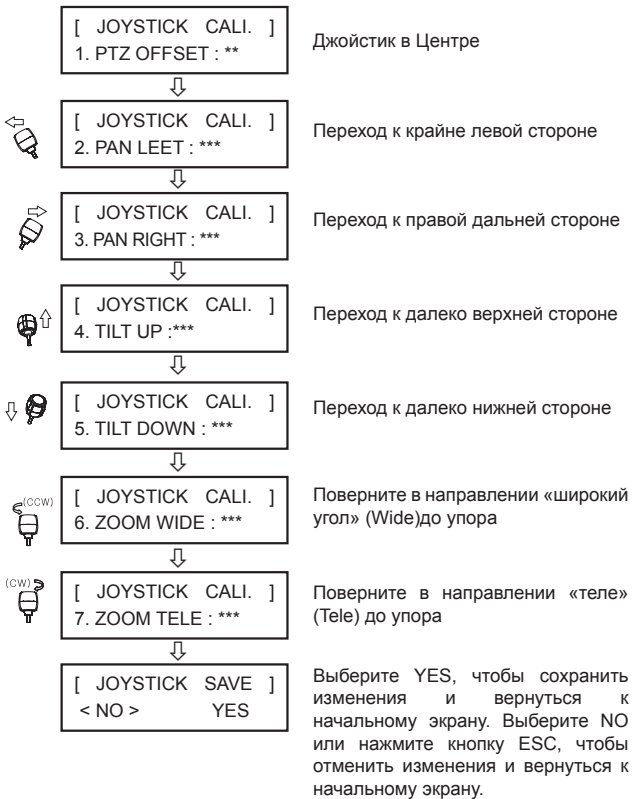 [ JOYSTICK CALI. ]
1. PTZ OFFSET : **
Джойстик в Центре
[ JOYSTICK CALI. ]
2. PAN LEET : ***
Переход к крайне левой стороне
[ JOYSTICK CALI. ]
3. PAN RIGHT : ***
Переход к правой дальней стороне
[ JOYSTICK CALI. ]
4. TILT UP :***
Переход к далеко верхней стороне
[ JOYSTICK CALI. ]
5. TILT DOWN : ***
Переход к далеко нижней стороне
(CCW)
[ JOYSTICK CALI. ]
6. ZOOM WIDE : ***
Поверните в направлении «широкий
угол» (Wide)до упора
(CW)
[ JOYSTICK CALI. ]
7. ZOOM TELE : ***
Поверните в направлении «теле»
(Tele) до упора
[ JOYSTICK SAVE ]
< NO > YES
Выберите YES, чтобы сохранить
изменения и вернуться к
начальному экрану. Выберите NO
или нажмите кнопку ESC, чтобы
отменить изменения и вернуться к
начальному экрану.